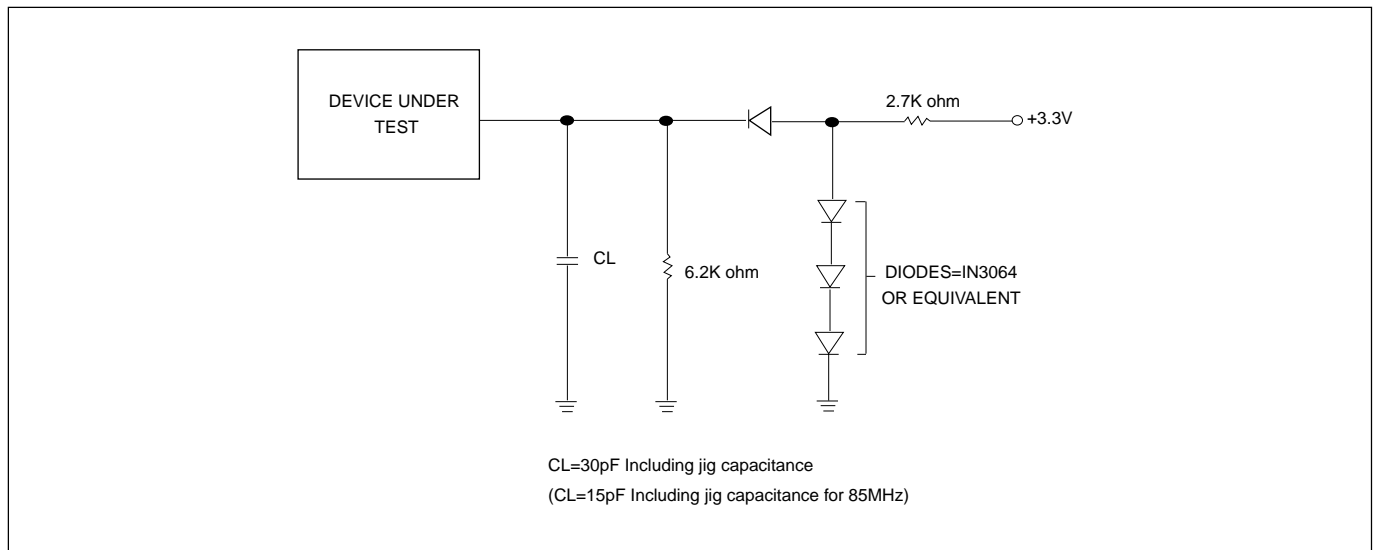 DEVICE UNDER
TEST
2.7K ohm
+3.3V
CL
6.2K ohm
DIODES=IN3064
OR EQUIVALENT
CL=30pF Including jig capacitance
(CL=15pF Including jig capacitance for 85MHz)